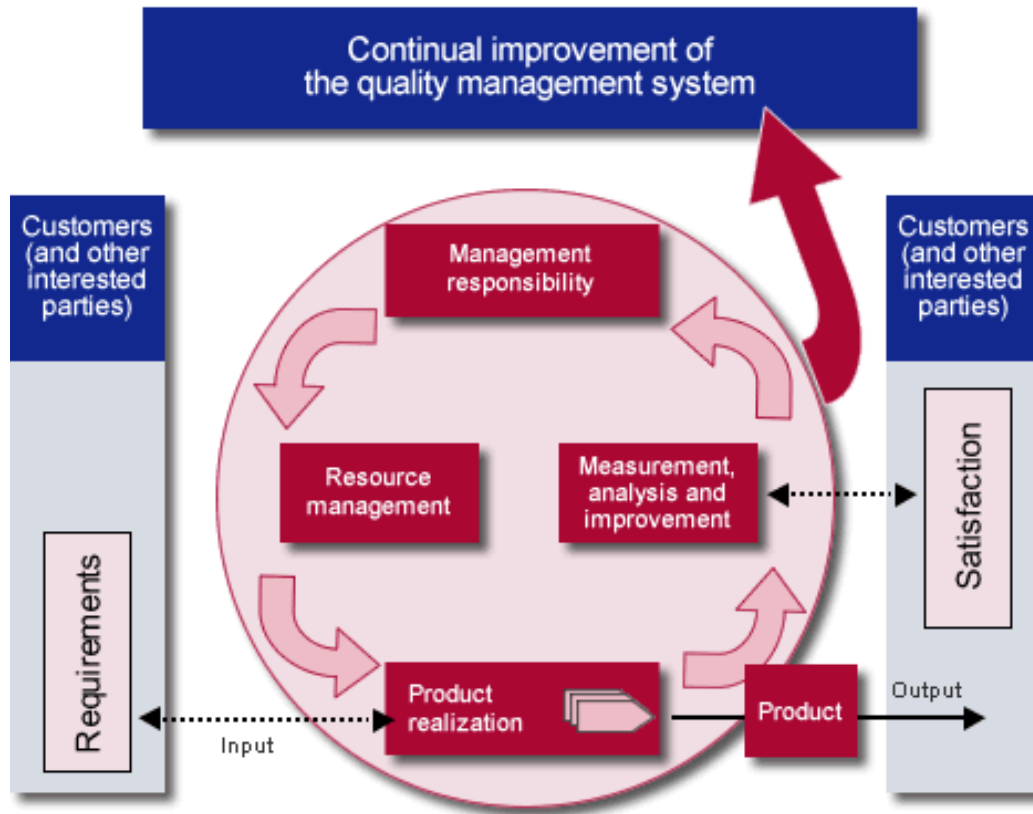 Continual improvement of
the quality management system
Customers
(and other
interested
parties)
Customers
(and other
interested
parties)
Management
responsibility
Resource
management
Measurement,
analysis and
improvement
Satisfaction
Requirements
Product
realization
Product
Output
Input